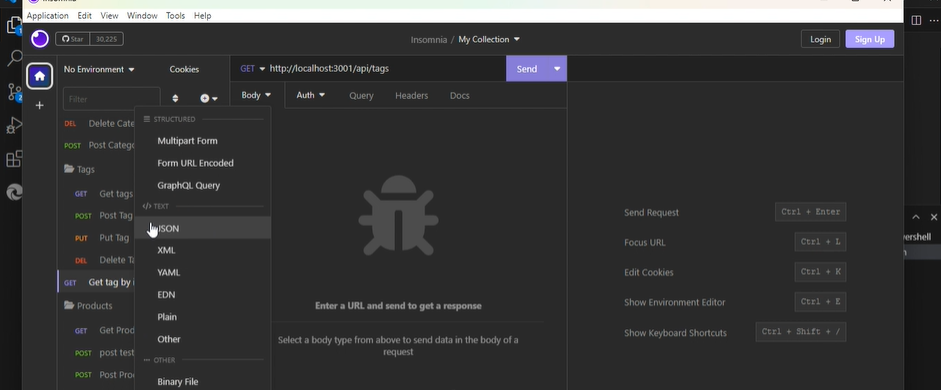 Insomnia
Application Edit View Window Tools Help
Star 30,225
Insomnia / My Collection
Login
Sign Up
No Environment
Cookies
GET http://localhost:3001/api/tags
Send
Filter
Body
Auth
Query
Headers
Docs
DEL Delete Cate
POST Post Catego
Tags
GET Get tags
POST Post Tag
PUT Put Tag
DEL Delete Ta
GET Get tag by i
Products
GET Get Prod
POST post test
POST Post Prod
STRUCTURED
Multipart Form
Form URL Encoded
GraphQL Query
</> TEXT
JSON
XML
YAML
EDN
Plain
Other
OTHER
Binary File
Enter a URL and send to get a response
Select a body type from above to send data in the body of a
request
Send Request Ctrl + Enter
Focus URL Ctrl + L
Edit Cookies Ctrl + K
Show Environment Editor Ctrl + E
Show Keyboard Shortcuts Ctrl + Shift + /
ershell